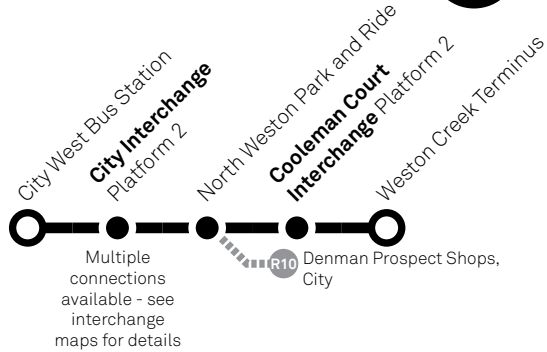 City West Bus Station
City Interchange
Platform 2
North Weston Park and Ride
Cooleman Court
Interchange Platform 2
Weston Creek Terminus
Multiple
connections
available - see
interchange
maps for details
R10
Denman Prospect Shops,
City